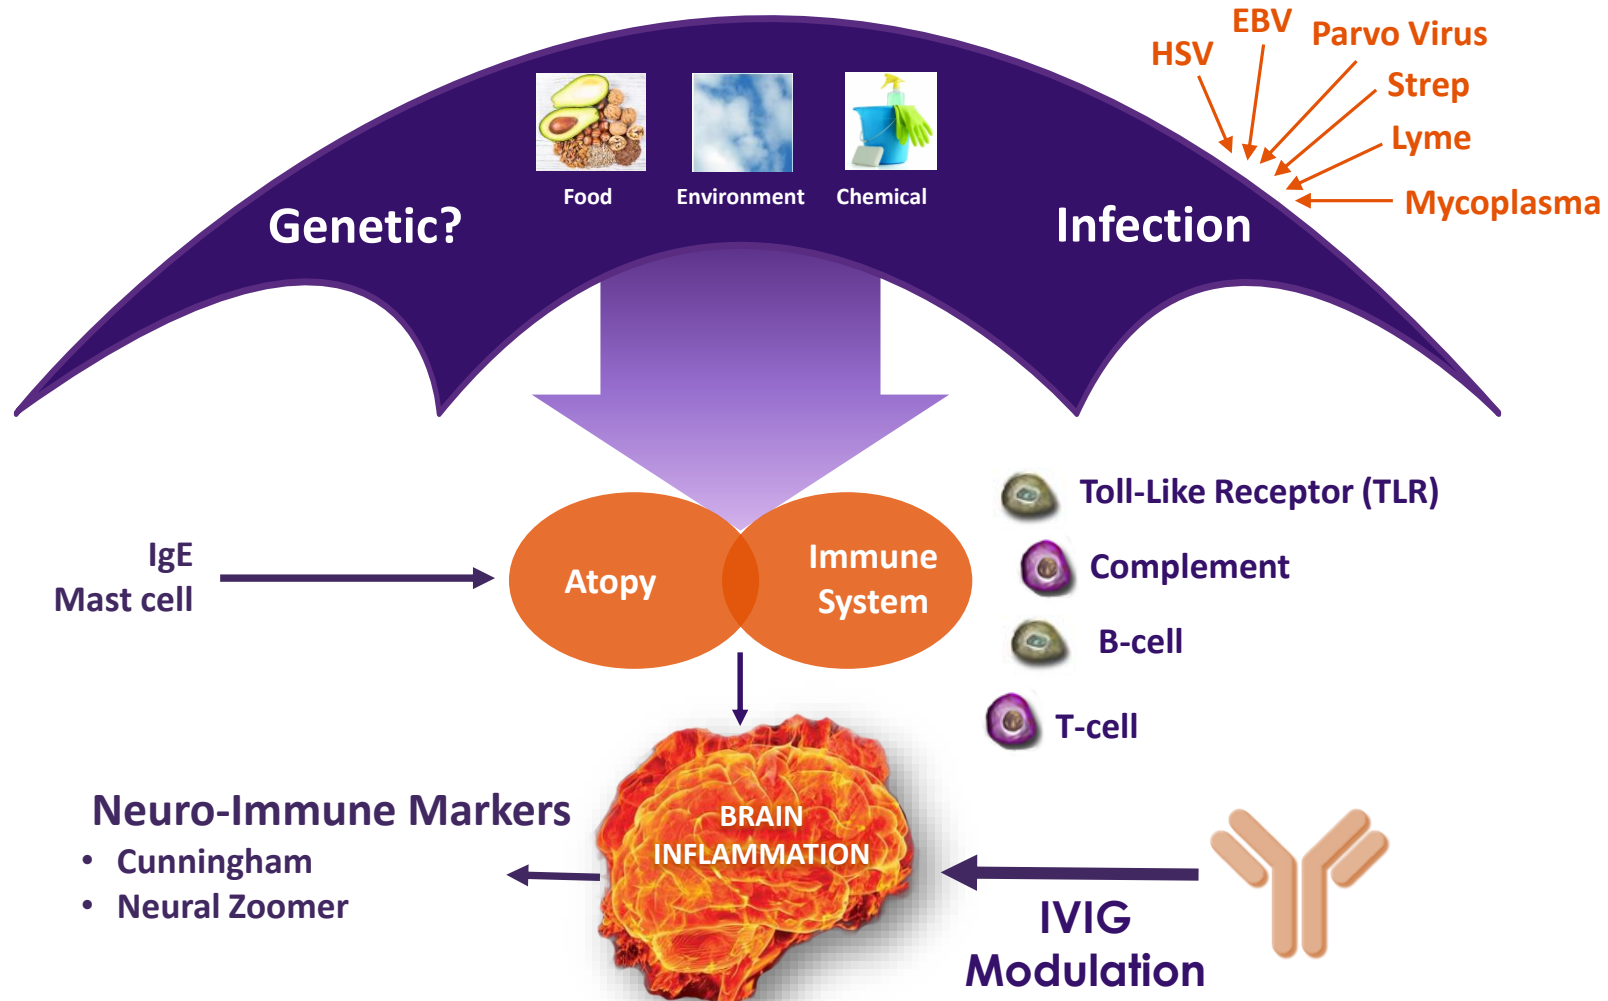 HSV
EBV
Parvo Virus
Strep
Lyme
Mycoplasma
Food
Environment
Chemical
Genetic?
Infection
IgE
Mast cell
Atopy
Immune
System
Toll-Like Receptor (TLR)
Complement
B-cell
T-cell
Neuro-Immune Markers
• Cunningham
• Neural Zoomer
BRAIN
INFLAMMATION
IVIG
Modulation